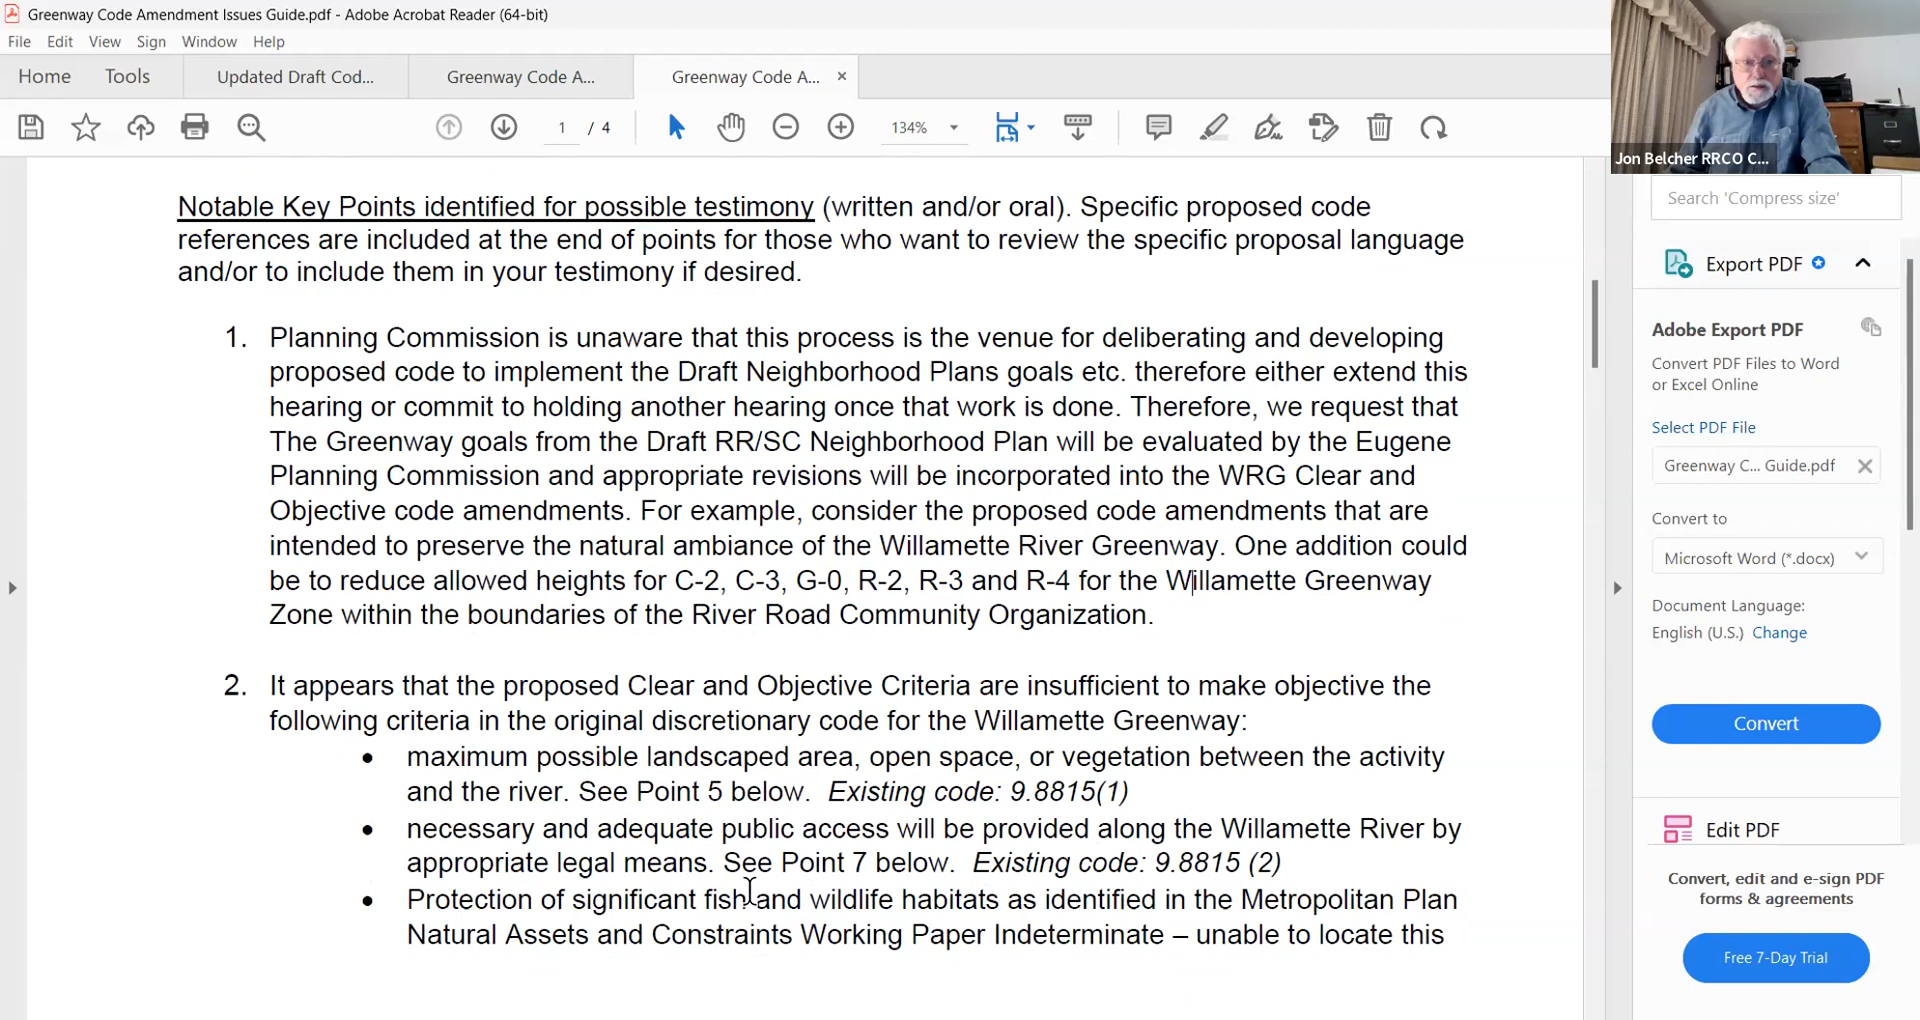 Greenway Code Amendment Issues Guide.pdf - Adobe Acrobat Reader (64-bit)
File Edit View Sign Window Help
Home Tools Updated Draft Cod... Greenway Code A... Greenway Code A... ×
1 / 4 134%
Jon Belcher RRCO C...
Notable Key Points identified for possible testimony (written and/or oral). Specific proposed code
references are included at the end of points for those who want to review the specific proposal language
and/or to include them in your testimony if desired.
1. Planning Commission is unaware that this process is the venue for deliberating and developing
proposed code to implement the Draft Neighborhood Plans goals etc. therefore either extend this
hearing or commit to holding another hearing once that work is done. Therefore, we request that
The Greenway goals from the Draft RR/SC Neighborhood Plan will be evaluated by the Eugene
Planning Commission and appropriate revisions will be incorporated into the WRG Clear and
Objective code amendments. For example, consider the proposed code amendments that are
intended to preserve the natural ambiance of the Willamette River Greenway. One addition could
be to reduce allowed heights for C-2, C-3, G-0, R-2, R-3 and R-4 for the Willamette Greenway
Zone within the boundaries of the River Road Community Organization.
2. It appears that the proposed Clear and Objective Criteria are insufficient to make objective the
following criteria in the original discretionary code for the Willamette Greenway:
• maximum possible landscaped area, open space, or vegetation between the activity
and the river. See Point 5 below. Existing code: 9.8815(1)
• necessary and adequate public access will be provided along the Willamette River by
appropriate legal means. See Point 7 below. Existing code: 9.8815 (2)
• Protection of significant fish and wildlife habitats as identified in the Metropolitan Plan
Natural Assets and Constraints Working Paper Indeterminate – unable to locate this
Search 'Compress size'
Export PDF
Adobe Export PDF
Convert PDF Files to Word
or Excel Online
Select PDF File
Greenway C... Guide.pdf
Convert to
Microsoft Word (*.docx)
Document Language:
English (U.S.) Change
Convert
Edit PDF
Convert, edit and e-sign PDF
forms & agreements
Free 7-Day Trial